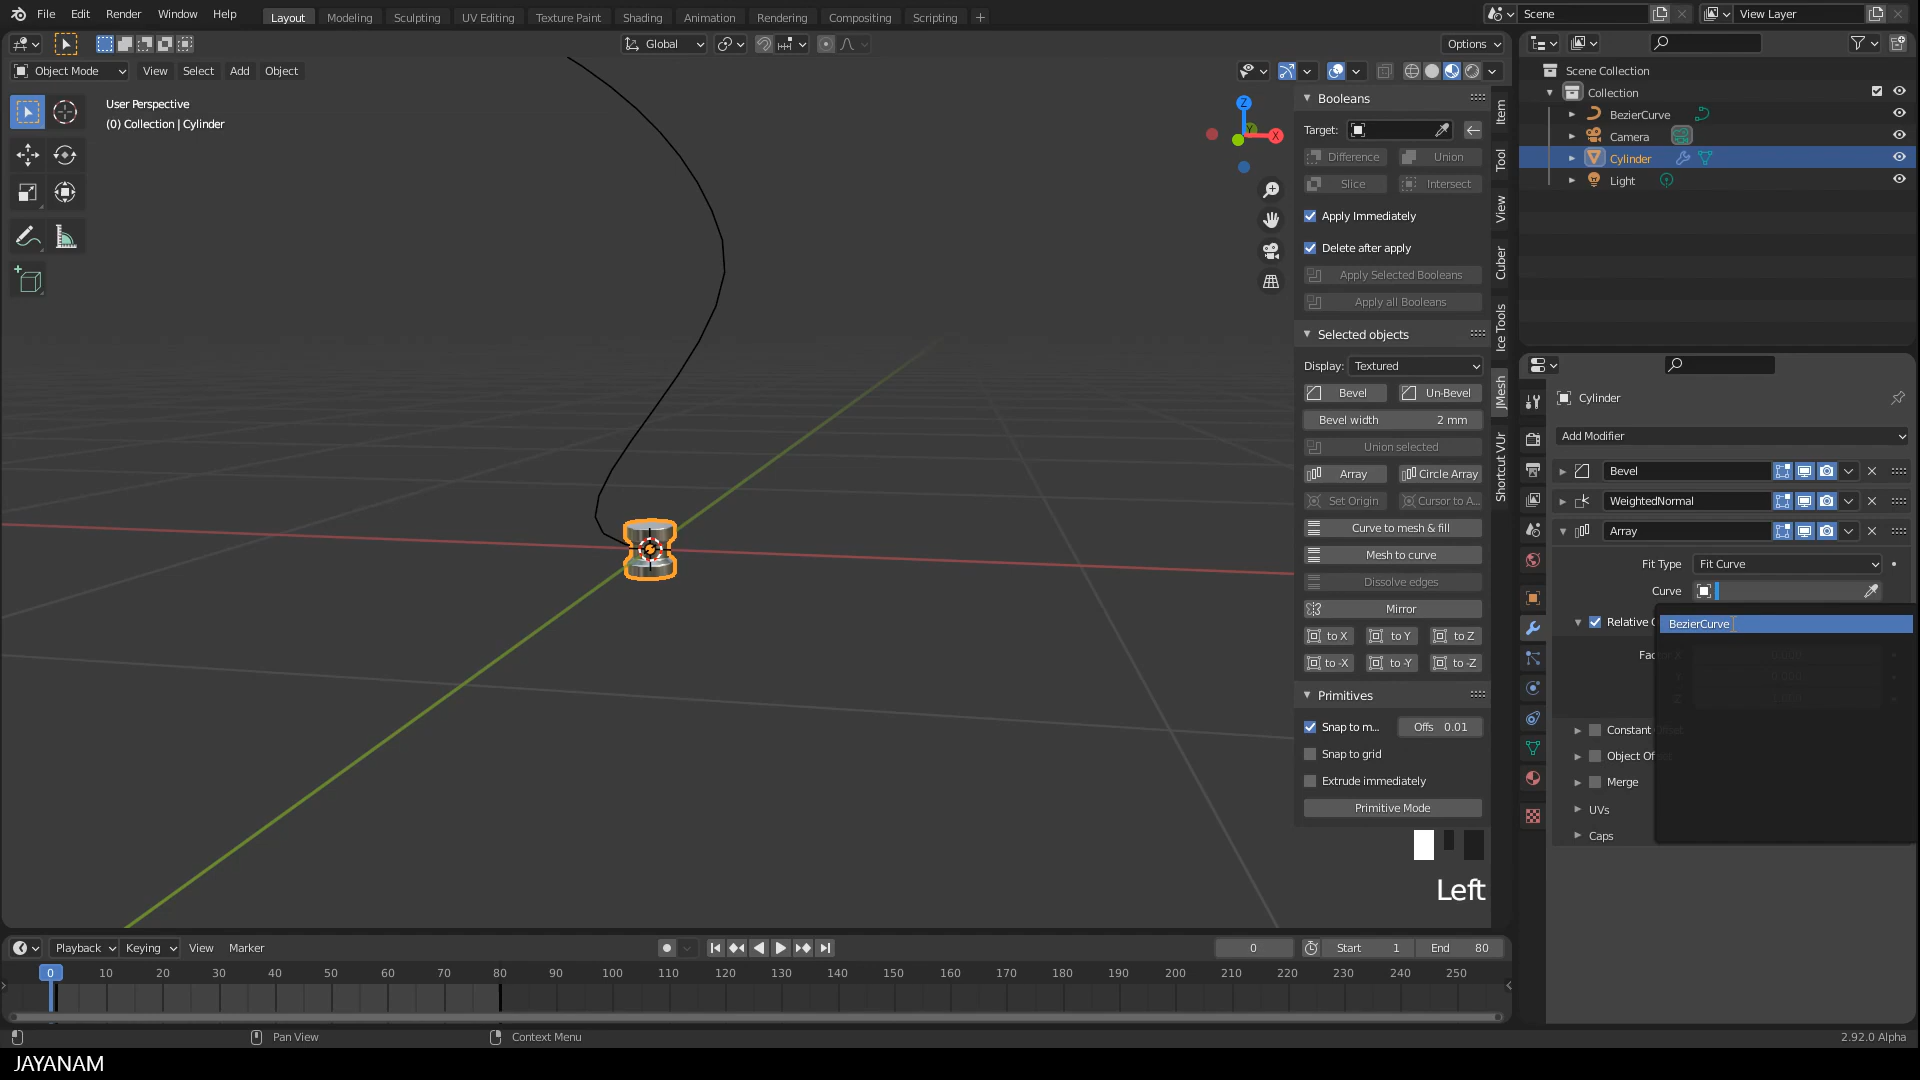 File Edit Render Window Help
Layout Modeling Sculpting UV Editing Texture Paint Shading Animation Rendering Compositing Scripting +
Scene
View Layer
Global
Options
Object Mode View Select Add Object
User Perspective
(0) Collection | Cylinder
Z
X
Booleans
Target:
Difference Union
Slice Intersect
Apply Immediately
Delete after apply
Apply Selected Booleans
Apply all Booleans
Selected objects
Display: Textured
Bevel Un-Bevel
Bevel width 2 mm
Union selected
Array Circle Array
Set Origin Cursor to A...
Curve to mesh & fill
Mesh to curve
Dissolve edges
Mirror
to X to Y to Z
to -X to -Y to -Z
Primitives
Snap to m... Offs 0.01
Snap to grid
Extrude immediately
Primitive Mode
Item
Tool
View
Cuber
Ice Tools
JMesh
Shortcut VUr
Left
Scene Collection
Collection
BezierCurve
Camera
Cylinder
Light
Cylinder
Add Modifier
Bevel
WeightedNormal
Array
Fit Type Fit Curve
Curve
Relative
BezierCurve
Constant
Object Of
Merge
UVs
Caps
Playback Keying View Marker
0 Start 1 End 80
0 10 20 30 40 50 60 70 80 90 100 110 120 130 140 150 160 170 180 190 200 210 220 230 240 250
Pan View Context Menu 2.92.0 Alpha
JAYANAM